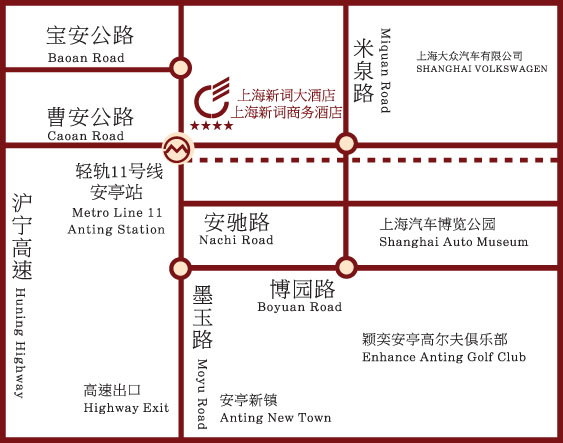 宝安公路
Baoan Road
米泉路
Miquan Road
上海大众汽车有限公司
SHANGHAI VOLKSWAGEN
上海新词大酒店
上海新词商务酒店
曹安公路
Caoan Road
轻轨11号线
安亭站
Metro Line 11
Anting Station
沪宁高速
Huning Highway
安驰路
Nachi Road
上海汽车博览公园
Shanghai Auto Museum
博园路
Boyuan Road
墨玉路
Moyu Road
颖奕安亭高尔夫俱乐部
Enhance Anting Golf Club
高速出口
Highway Exit
安亭新镇
Anting New Town